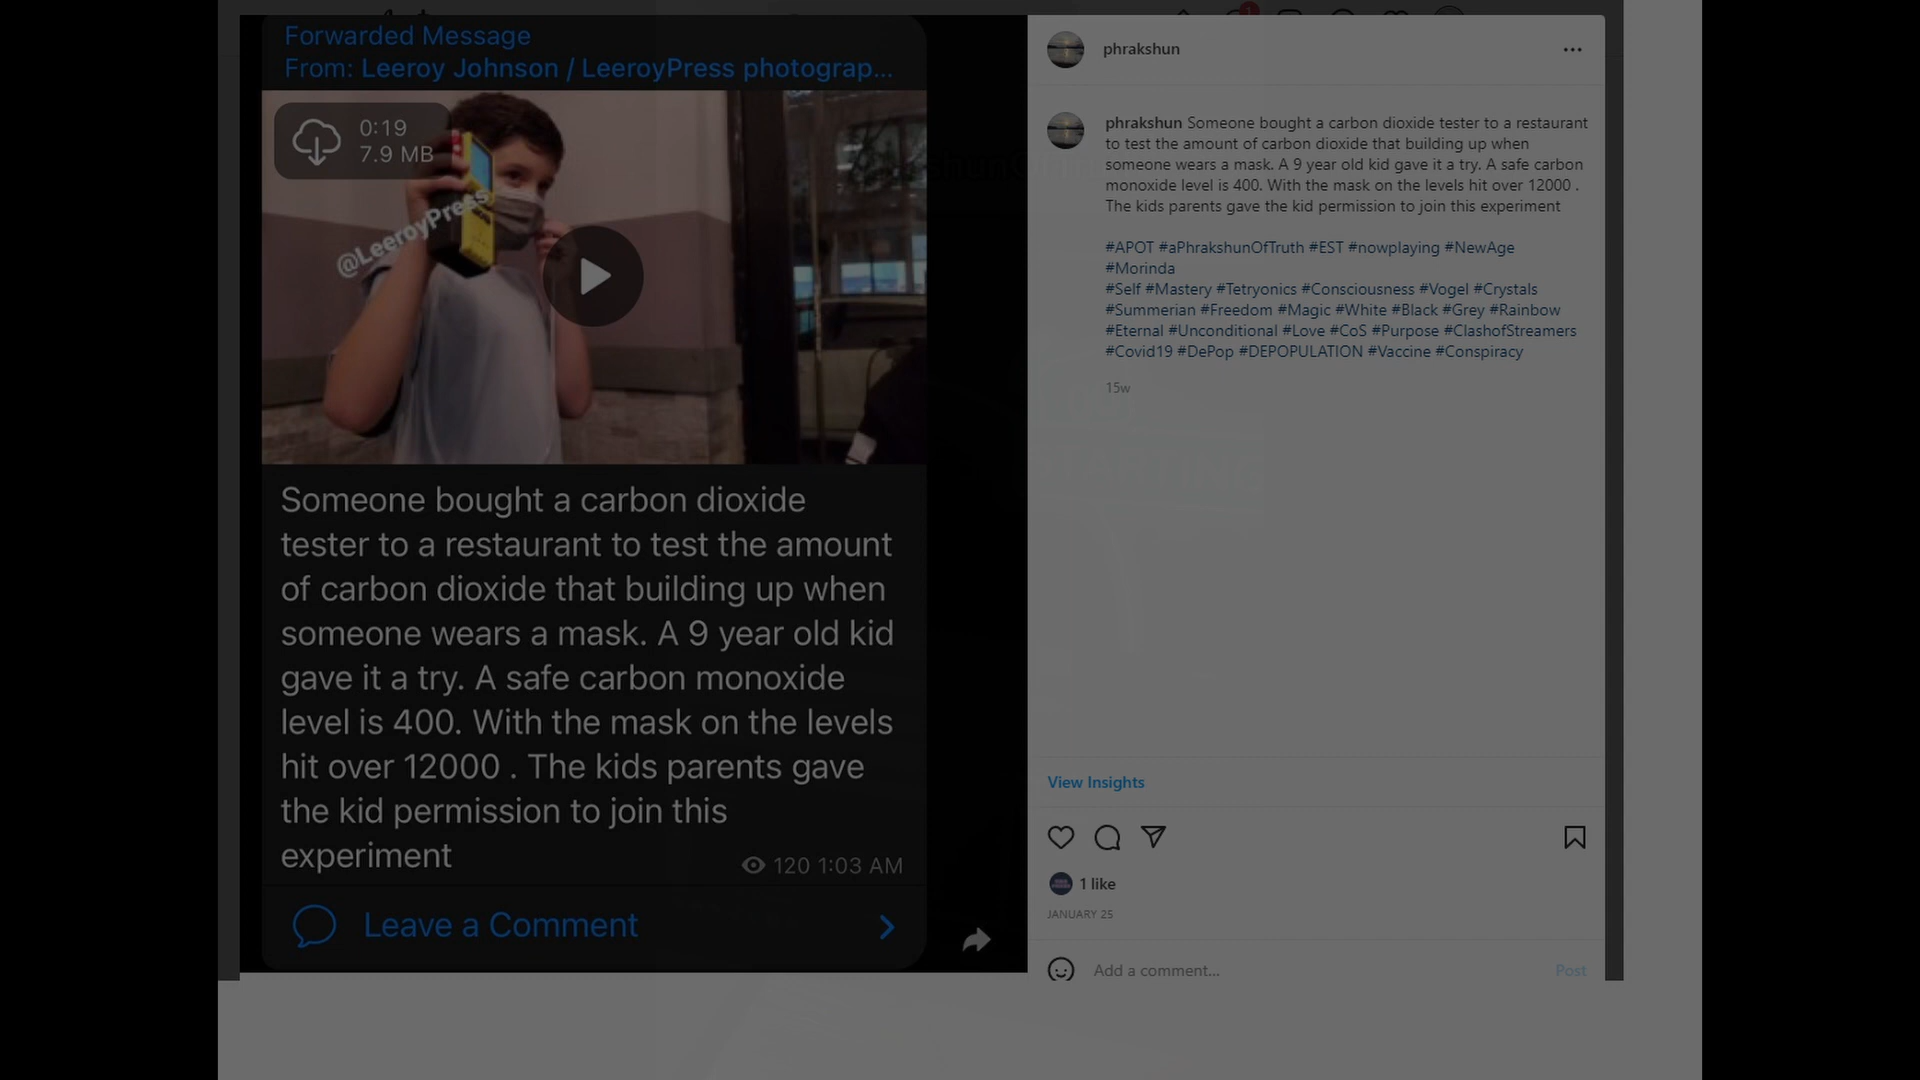 Forwarded Message
From: Leeroy Johnson / LeeroyPress photograp...
0:19
7.9 MB
@LeeroyPress
Someone bought a carbon dioxide
tester to a restaurant to test the amount
of carbon dioxide that building up when
someone wears a mask. A 9 year old kid
gave it a try. A safe carbon monoxide
level is 400. With the mask on the levels
hit over 12000 . The kids parents gave
the kid permission to join this
experiment
120 1:03 AM
Leave a Comment
phrakshun
phrakshun Someone bought a carbon dioxide tester to a restaurant
to test the amount of carbon dioxide that building up when
someone wears a mask. A 9 year old kid gave it a try. A safe carbon
monoxide level is 400. With the mask on the levels hit over 12000 .
The kids parents gave the kid permission to join this experiment
#APOT #aPhrakshunOfTruth #EST #nowplaying #NewAge
#Morinda
#Self #Mastery #Tetryonics #Consciousness #Vogel #Crystals
#Summerian #Freedom #Magic #White #Black #Grey #Rainbow
#Eternal #Unconditional #Love #CoS #Purpose #ClashofStreamers
#Covid19 #DePop #DEPOPULATION #Vaccine #Conspiracy
15w
View Insights
1 like
JANUARY 25
Add a comment...
Post